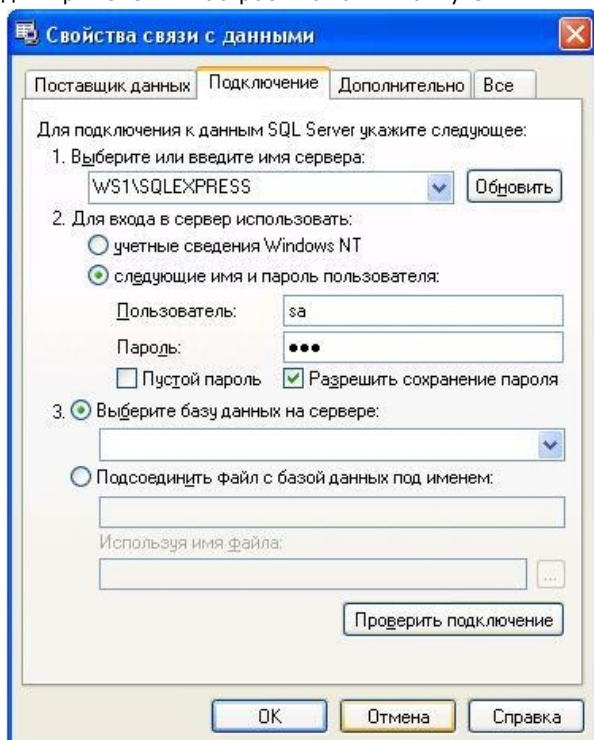 Свойства связи с данными
Поставщик данных Подключение Дополнительно Все
Для подключения к данным SQL Server укажите следующее:
1. Выберите или введите имя сервера:
WS1\SQLEXPRESS Обновить
2. Для входа в сервер использовать:
учетные сведения Windows NT
следующие имя и пароль пользователя:
Пользователь: sa
Пароль: •••
Пустой пароль Разрешить сохранение пароля
3. Выберите базу данных на сервере:
Подсоединить файл с базой данных под именем:
Используя имя файла:
...
Проверить подключение
OK Отмена Справка